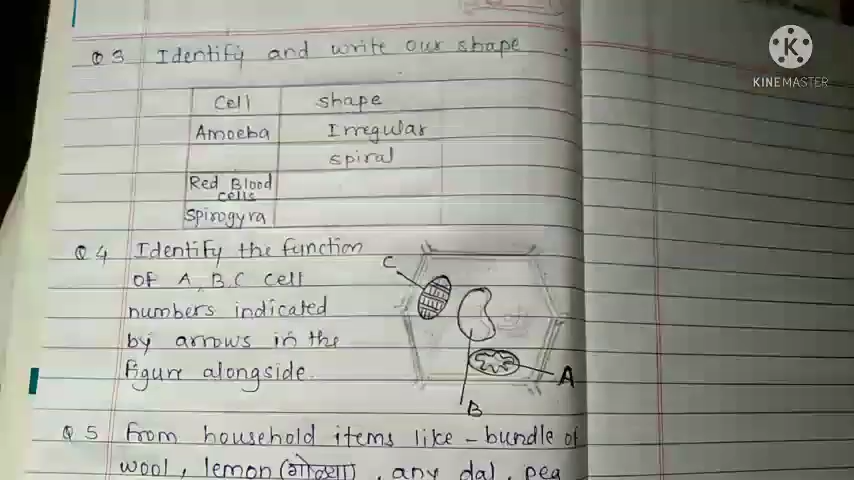 Q 3 Identify and write our shape
K
KINEMASTER
Cell shape
Amoeba Irregular
spiral
Red Blood cells
Spirogyra
Q 4 Identify the function
of A, B, C cell
numbers indicated
by arrows in the
figure alongside.
C
A
B
Q 5 From household items like - bundle of
wool, lemon (गोट्या), any dal, pea